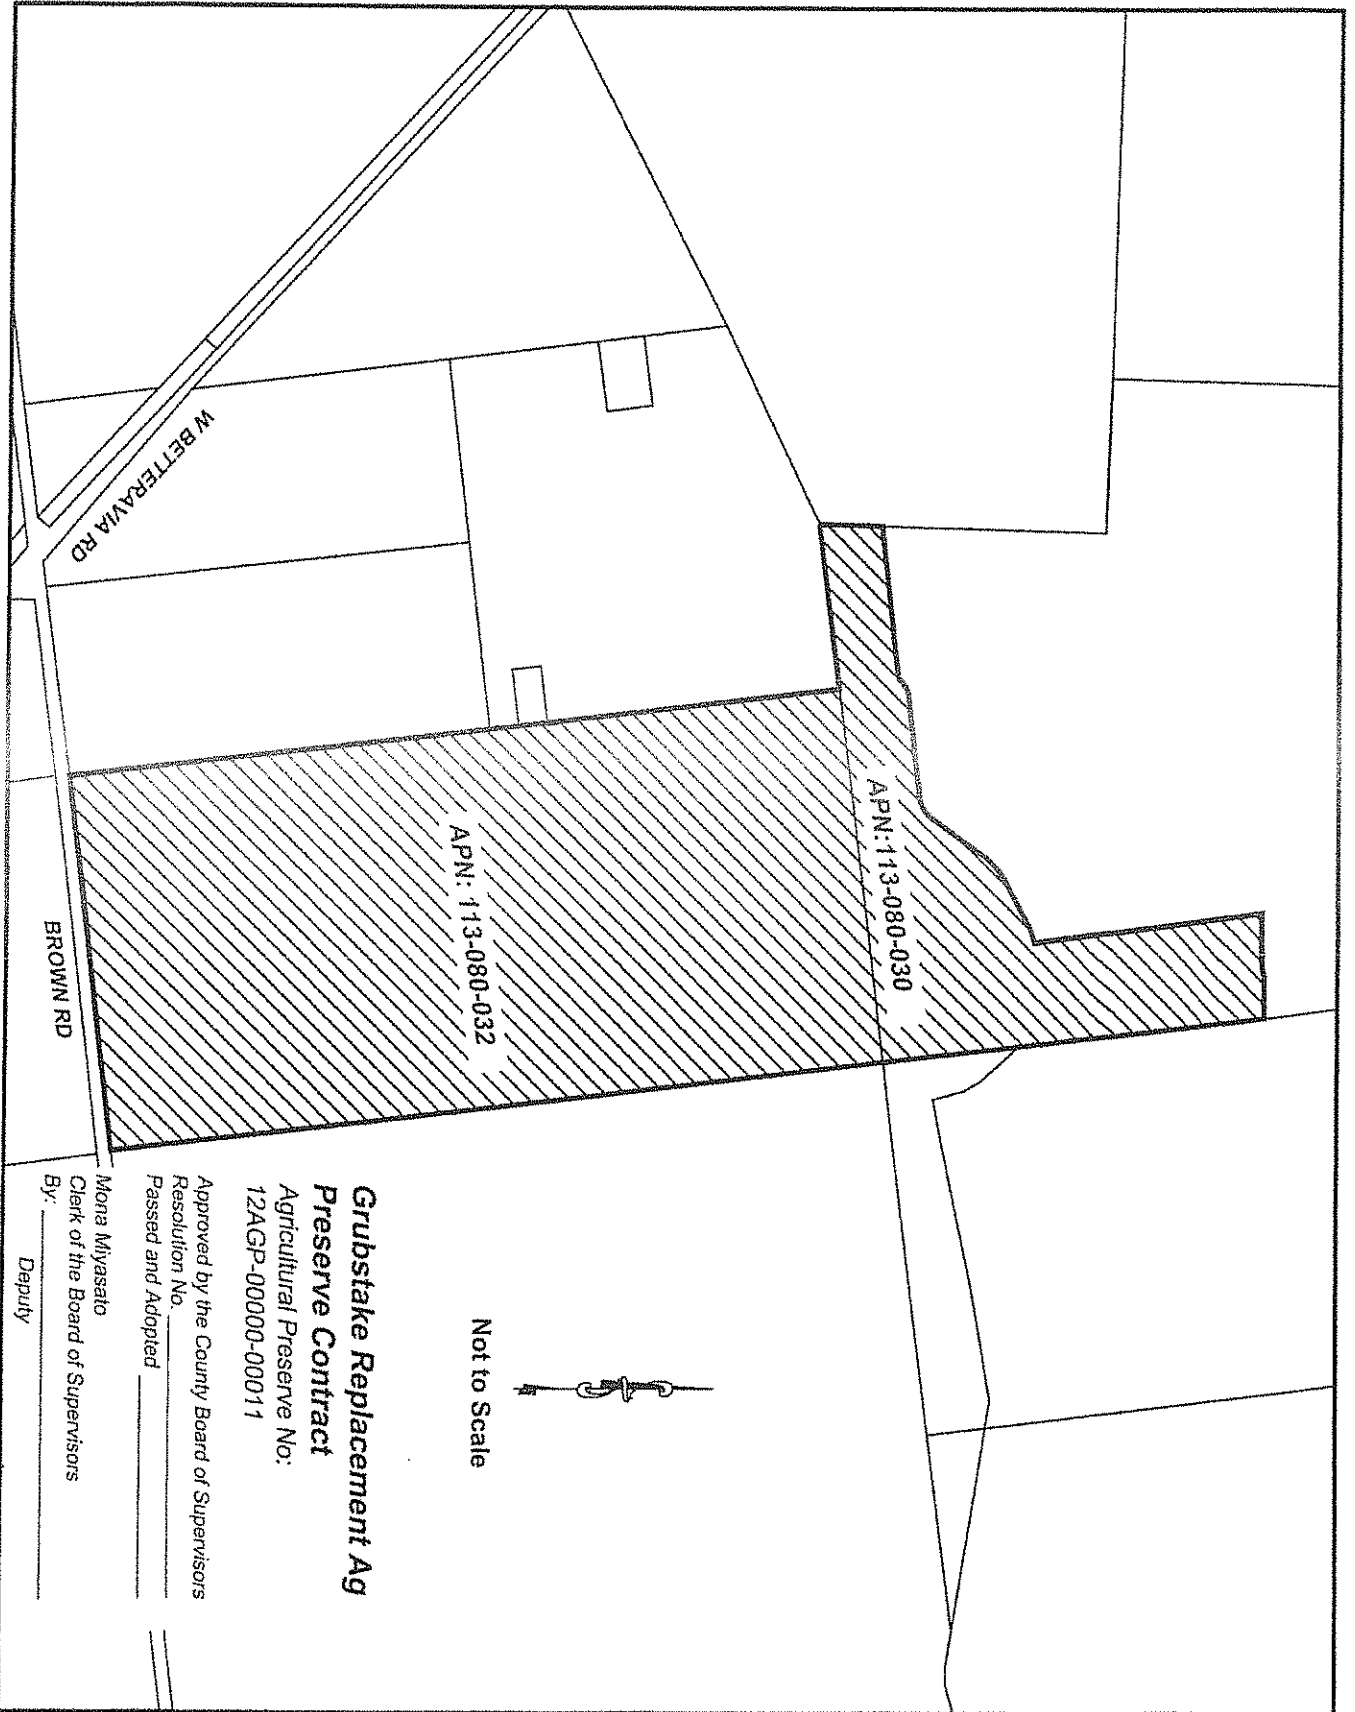 W BETTERAVIA RD
APN:113-080-030
APN: 113-080-032
BROWN RD
Not to Scale
Grubstake Replacement Ag
Preserve Contract
Agricultural Preserve No:
12AGP-00000-00011
Approved by the County Board of Supervisors
Resolution No.
Passed and Adopted
Mona Miyasato
Clerk of the Board of Supervisors
By:
Deputy